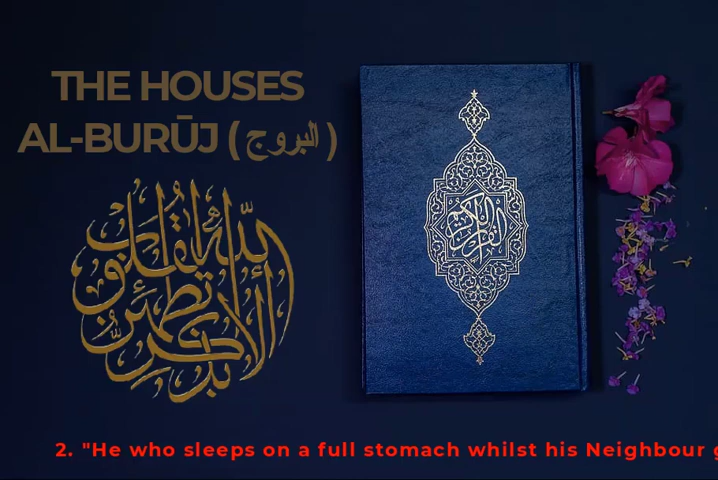 THE HOUSES
AL-BURŪJ (البروج)
ألا بذكر الله تطمئن القلوب
القرآن الكريم
2. "He who sleeps on a full stomach whilst his Neighbour g